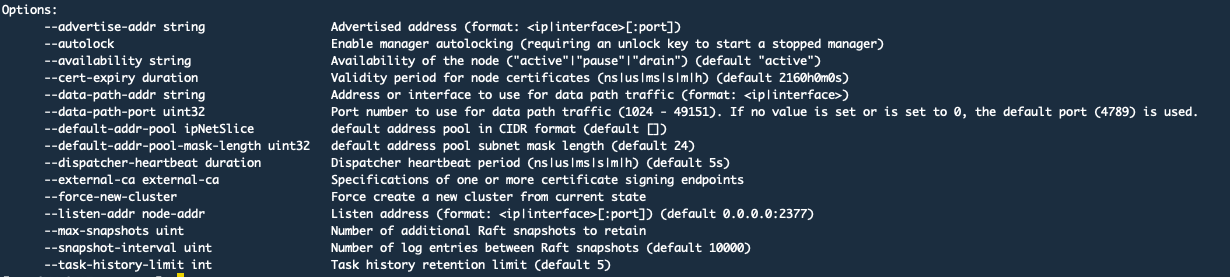 Options:
--advertise-addr string Advertised address (format: <ip|interface>[:port])
--autolock Enable manager autolocking (requiring an unlock key to start a stopped manager)
--availability string Availability of the node ("active"|"pause"|"drain") (default "active")
--cert-expiry duration Validity period for node certificates (ns|us|ms|s|m|h) (default 2160h0m0s)
--data-path-addr string Address or interface to use for data path traffic (format: <ip|interface>)
--data-path-port uint32 Port number to use for data path traffic (1024 - 49151). If no value is set or is set to 0, the default port (4789) is used.
--default-addr-pool ipNetSlice default address pool in CIDR format (default [])
--default-addr-pool-mask-length uint32 default address pool subnet mask length (default 24)
--dispatcher-heartbeat duration Dispatcher heartbeat period (ns|us|ms|s|m|h) (default 5s)
--external-ca external-ca Specifications of one or more certificate signing endpoints
--force-new-cluster Force create a new cluster from current state
--listen-addr node-addr Listen address (format: <ip|interface>[:port]) (default 0.0.0.0:2377)
--max-snapshots uint Number of additional Raft snapshots to retain
--snapshot-interval uint Number of log entries between Raft snapshots (default 10000)
--task-history-limit int Task history retention limit (default 5)